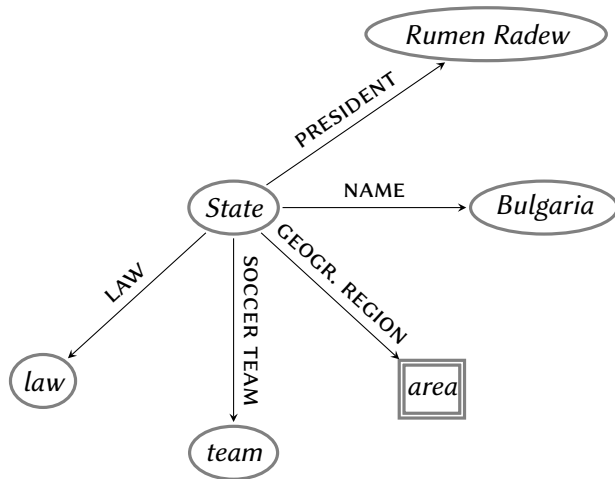 Rumen Radew
PRESIDENT
State
NAME
Bulgaria
LAW
SOCCER TEAM
GEOGR. REGION
law
area
team